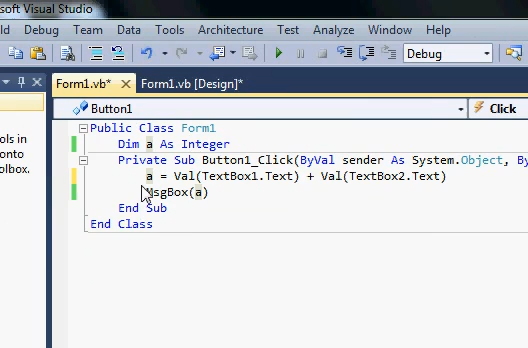 soft Visual Studio
ld Debug Team Data Tools Architecture Test Analyze Window Help
Debug
Form1.vb* Form1.vb [Design]*
Button1 Click
Public Class Form1
Dim a As Integer
ols in
Private Sub Button1_Click(ByVal sender As System.Object, By
onto
a = Val(TextBox1.Text) + Val(TextBox2.Text)
olbox.
MsgBox(a)
End Sub
End Class